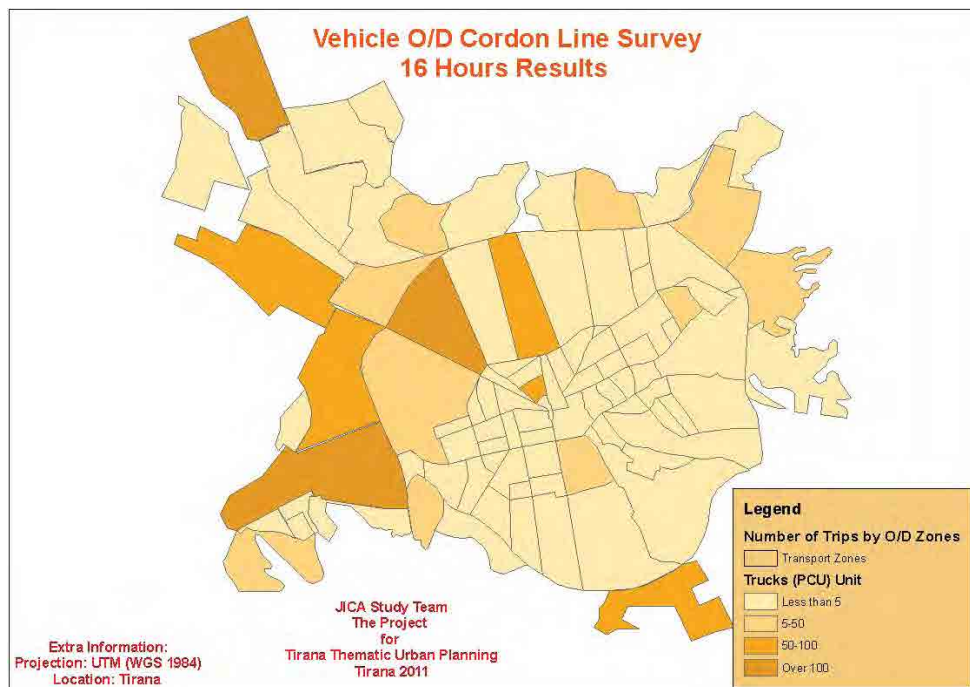 Vehicle O/D Cordon Line Survey
16 Hours Results
Legend
Number of Trips by O/D Zones
Transport Zones
Trucks (PCU) Unit
Less than 5
5-50
50-100
Over 100
JICA Study Team
The Project
for
Tirana Thematic Urban Planning
Tirana 2011
Extra Information:
Projection: UTM (WGS 1984)
Location: Tirana